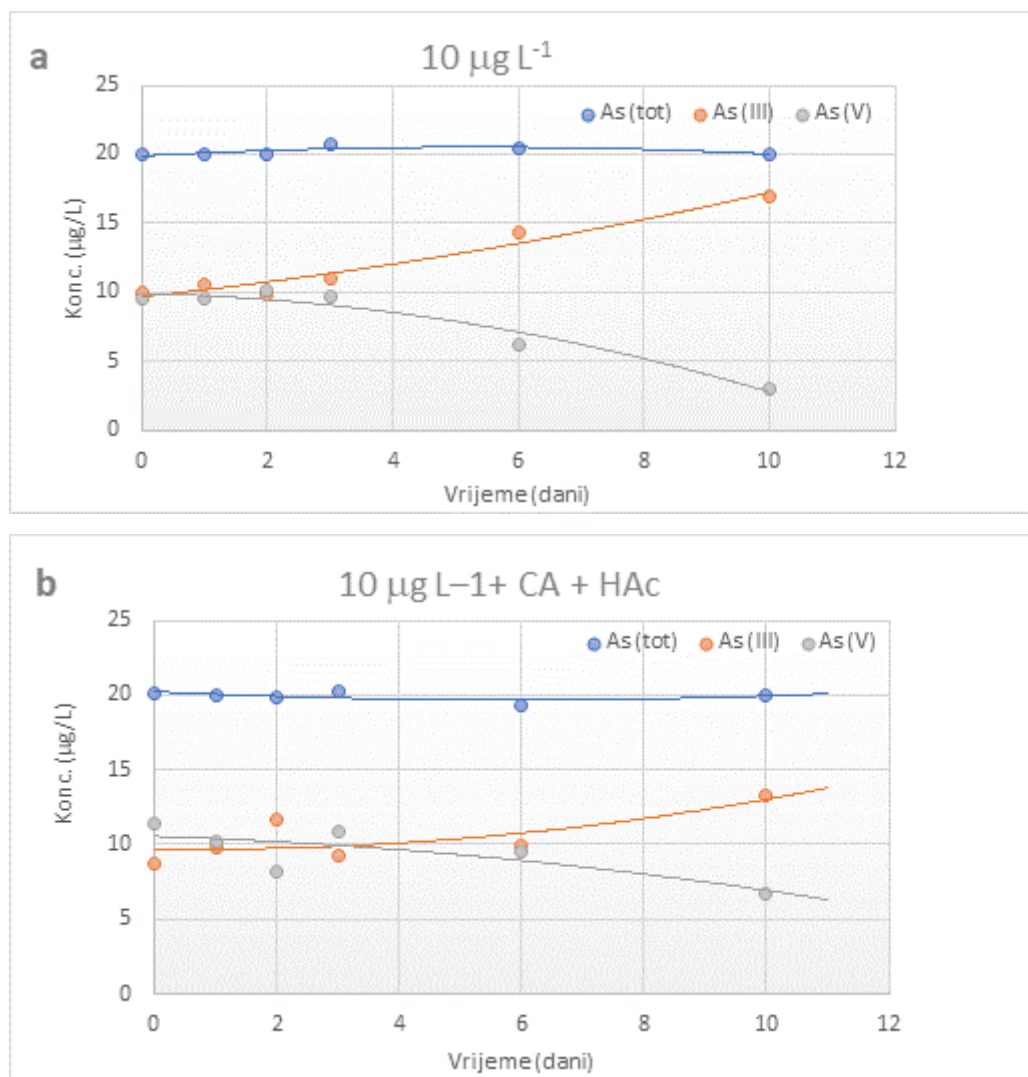 a
10 µg L-1
As (tot) As (III) As (V)
Konc. (µg/L)
25
20
15
10
5
0
0 2 4 6 8 10 12
Vrijeme (dani)
b
10 µg L–1+ CA + HAc
As (tot) As (III) As (V)
Konc. (µg/L)
25
20
15
10
5
0
0 2 4 6 8 10 12
Vrijeme (dani)